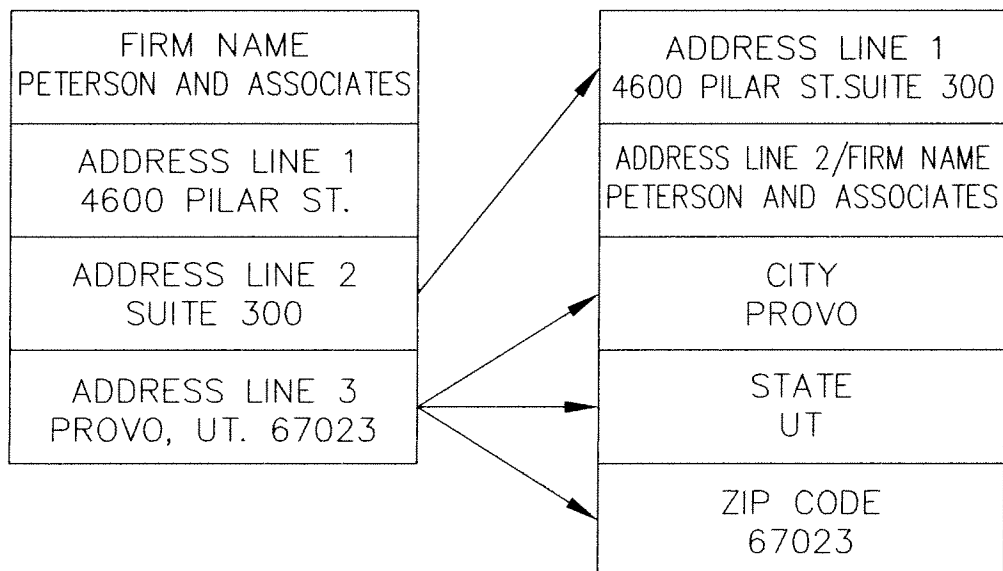 FIRM NAME
PETERSON AND ASSOCIATES
ADDRESS LINE 1
4600 PILAR ST.
ADDRESS LINE 2
SUITE 300
ADDRESS LINE 3
PROVO, UT. 67023
ADDRESS LINE 1
4600 PILAR ST.SUITE 300
ADDRESS LINE 2/FIRM NAME
PETERSON AND ASSOCIATES
CITY
PROVO
STATE
UT
ZIP CODE
67023